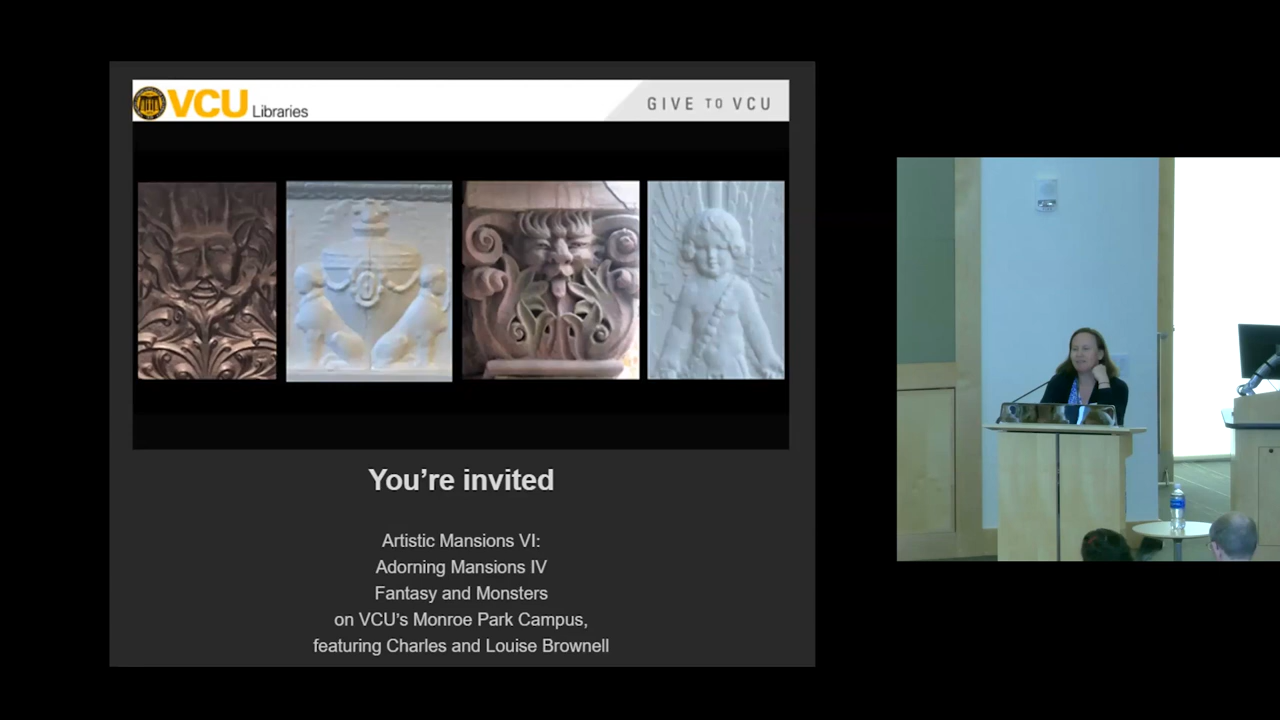 VCU Libraries
GIVE TO VCU
You’re invited
Artistic Mansions VI:
Adorning Mansions IV
Fantasy and Monsters
on VCU’s Monroe Park Campus,
featuring Charles and Louise Brownell